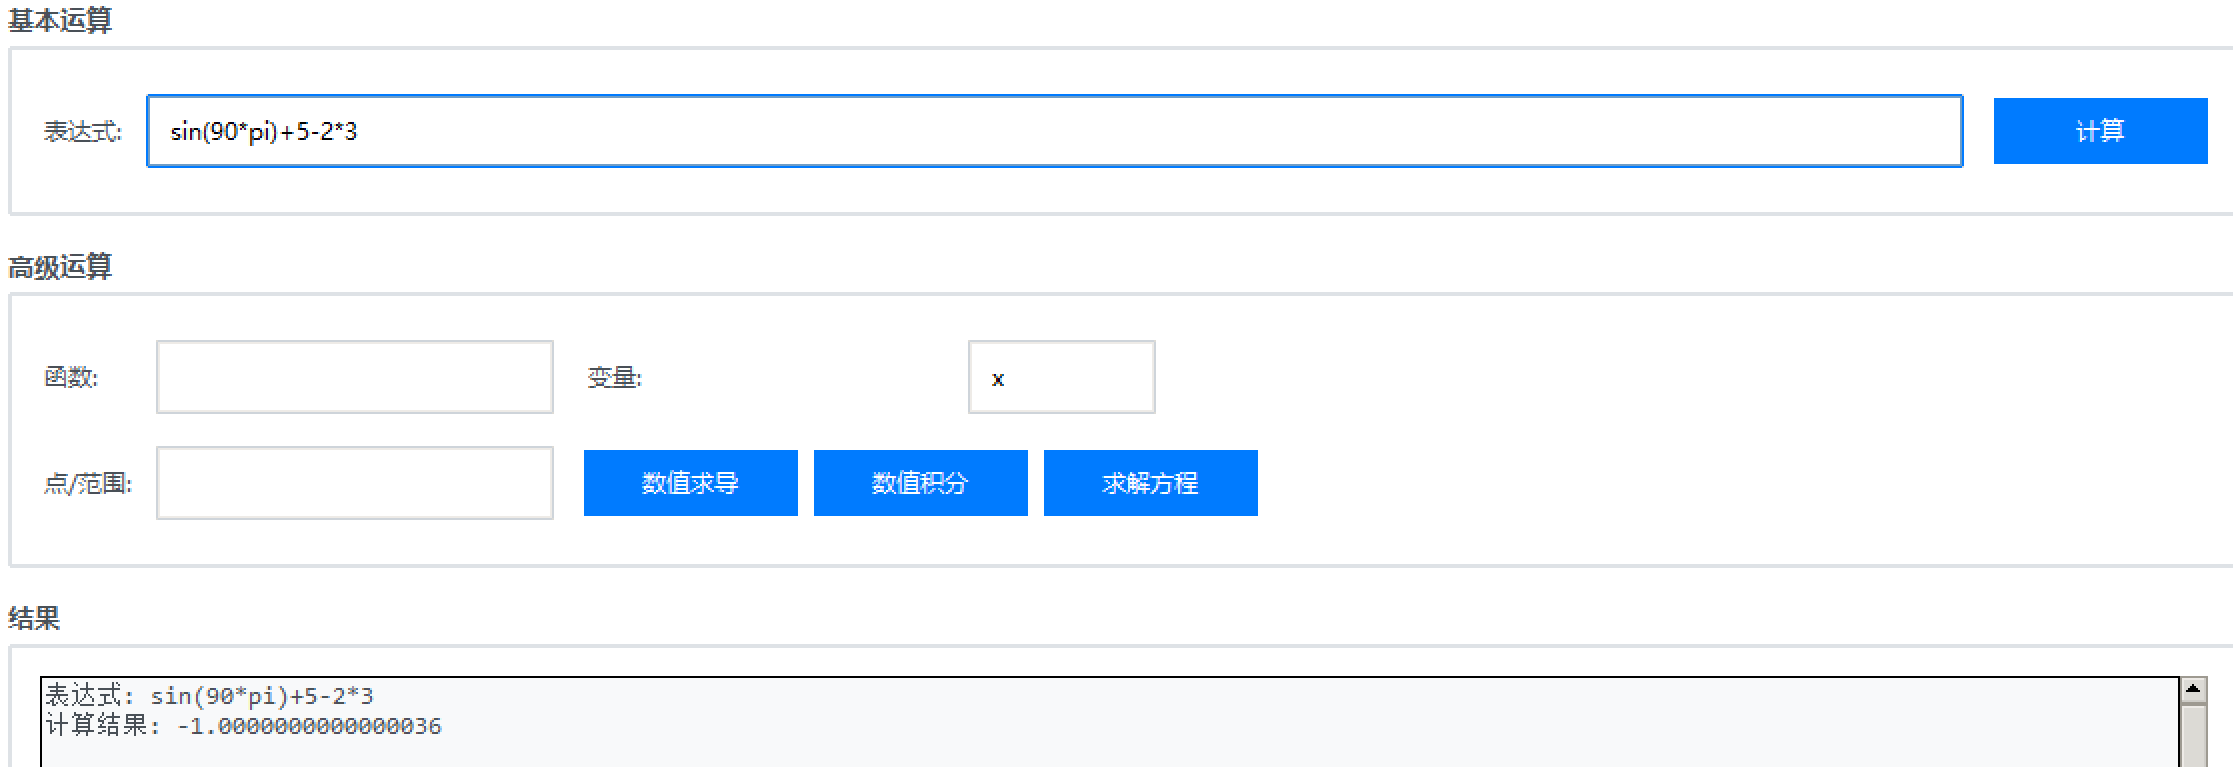 基本运算
表达式: sin(90*pi)+5-2*3 计算
高级运算
函数: 变量: x
点/范围: 数值求导 数值积分 求解方程
结果
表达式: sin(90*pi)+5-2*3
计算结果: -1.0000000000000036